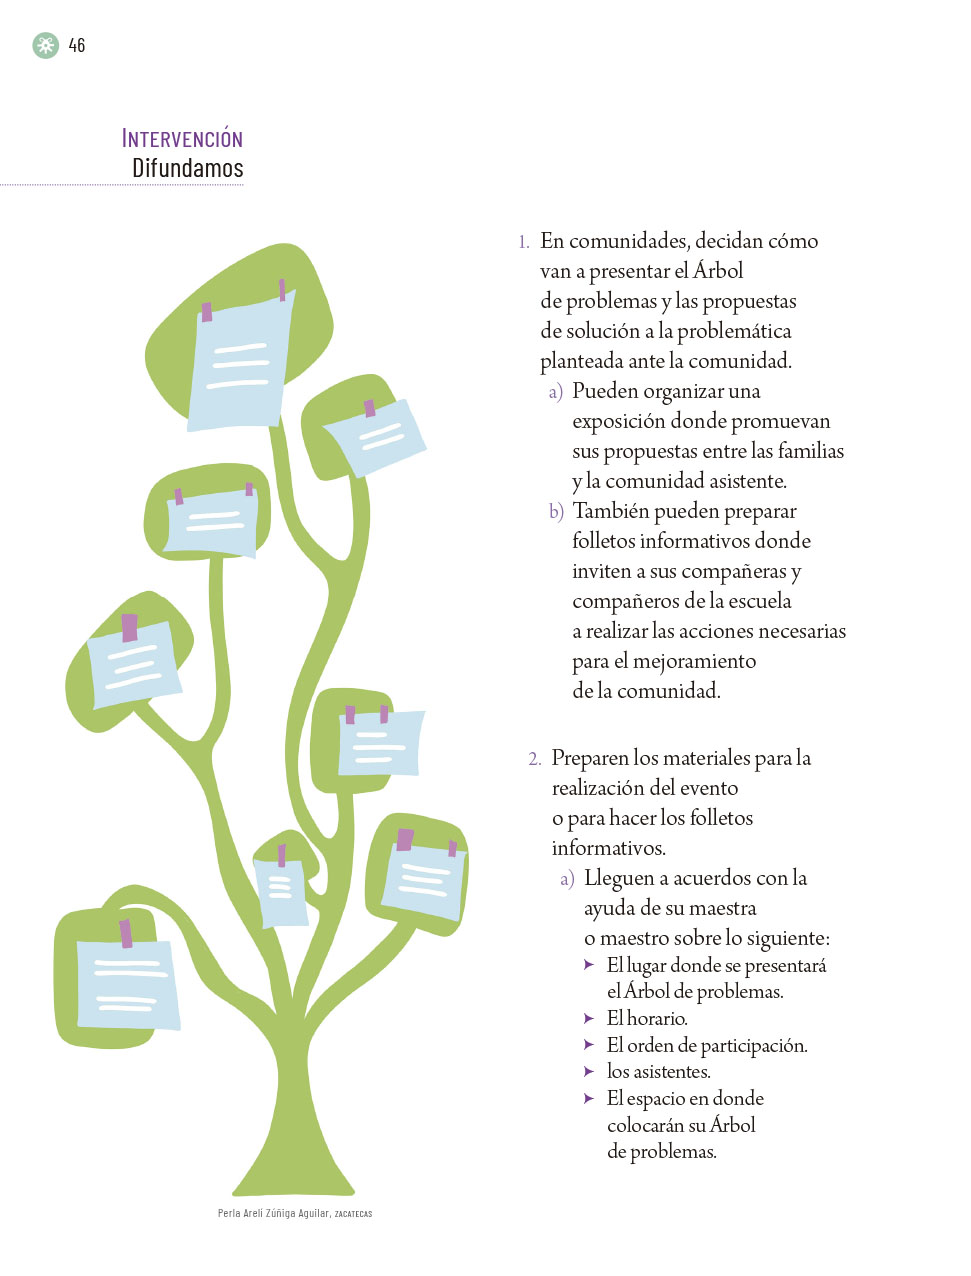 46
INTERVENCIÓN
Difundamos
1. En comunidades, decidan cómo
van a presentar el Árbol
de problemas y las propuestas
de solución a la problemática
planteada ante la comunidad.
a) Pueden organizar una
exposición donde promuevan
sus propuestas entre las familias
y la comunidad asistente.
b) También pueden preparar
folletos informativos donde
inviten a sus compañeras y
compañeros de la escuela
a realizar las acciones necesarias
para el mejoramiento
de la comunidad.
2. Preparen los materiales para la
realización del evento
o para hacer los folletos
informativos.
a) Lleguen a acuerdos con la
ayuda de su maestra
o maestro sobre lo siguiente:
➤ El lugar donde se presentará
el Árbol de problemas.
➤ El horario.
➤ El orden de participación.
➤ los asistentes.
➤ El espacio en donde
colocarán su Árbol
de problemas.
Perla Areli Zúñiga Aguilar, ZACATECAS